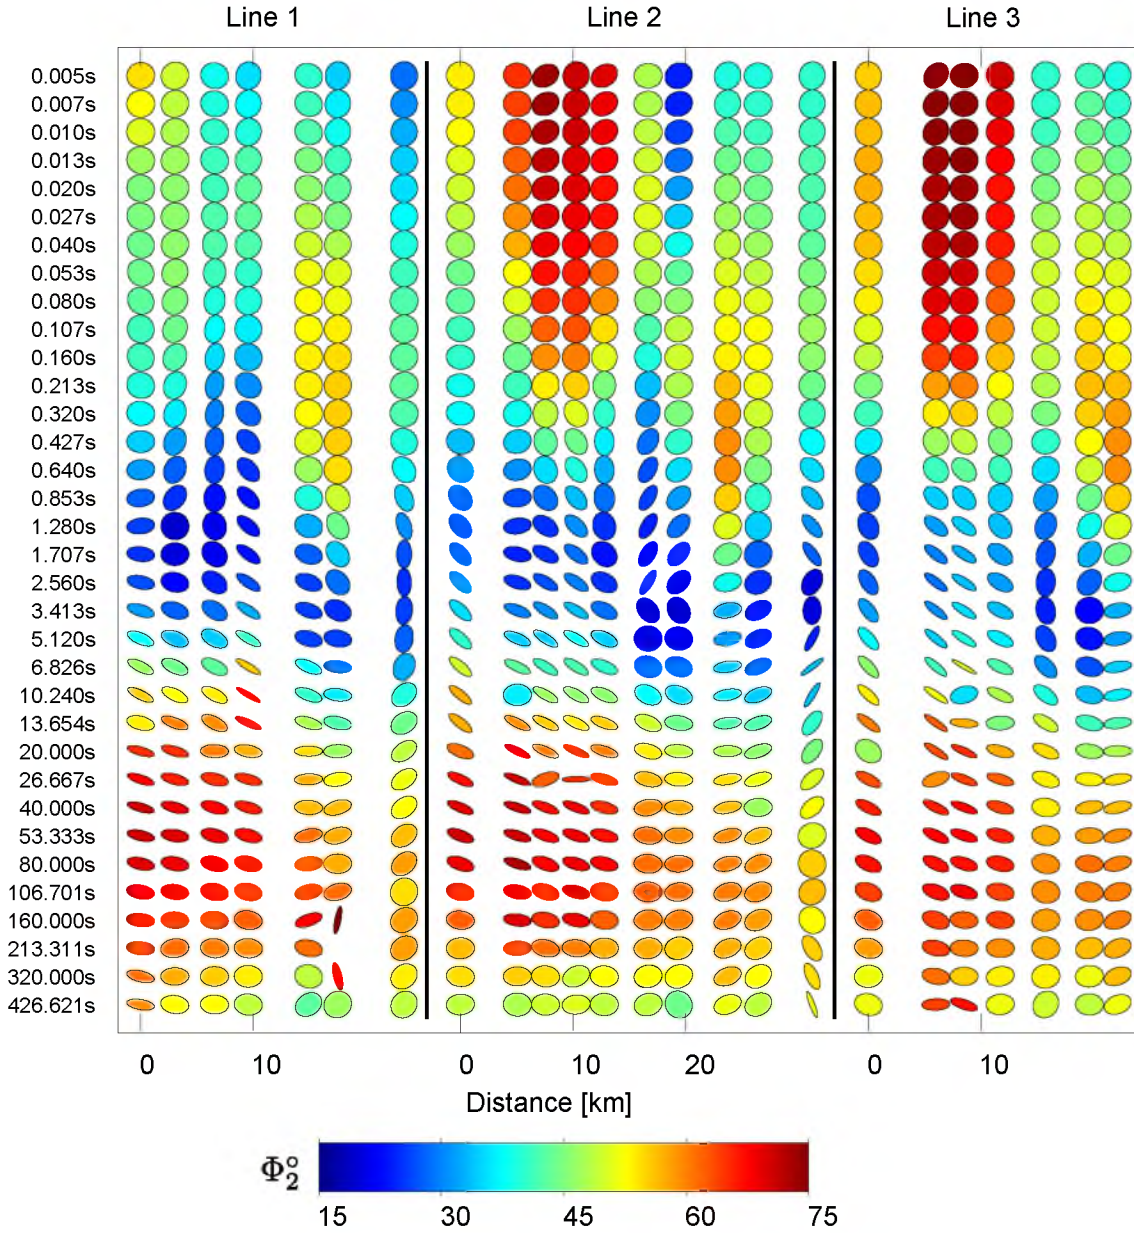 Line 1 Line 2 Line 3
0.005s
0.007s
0.010s
0.013s
0.020s
0.027s
0.040s
0.053s
0.080s
0.107s
0.160s
0.213s
0.320s
0.427s
0.640s
0.853s
1.280s
1.707s
2.560s
3.413s
5.120s
6.826s
10.240s
13.654s
20.000s
26.667s
40.000s
53.333s
80.000s
106.701s
160.000s
213.311s
320.000s
426.621s
0 10 0 10 20 0 10
Distance [km]
Φ₂°
15 30 45 60 75